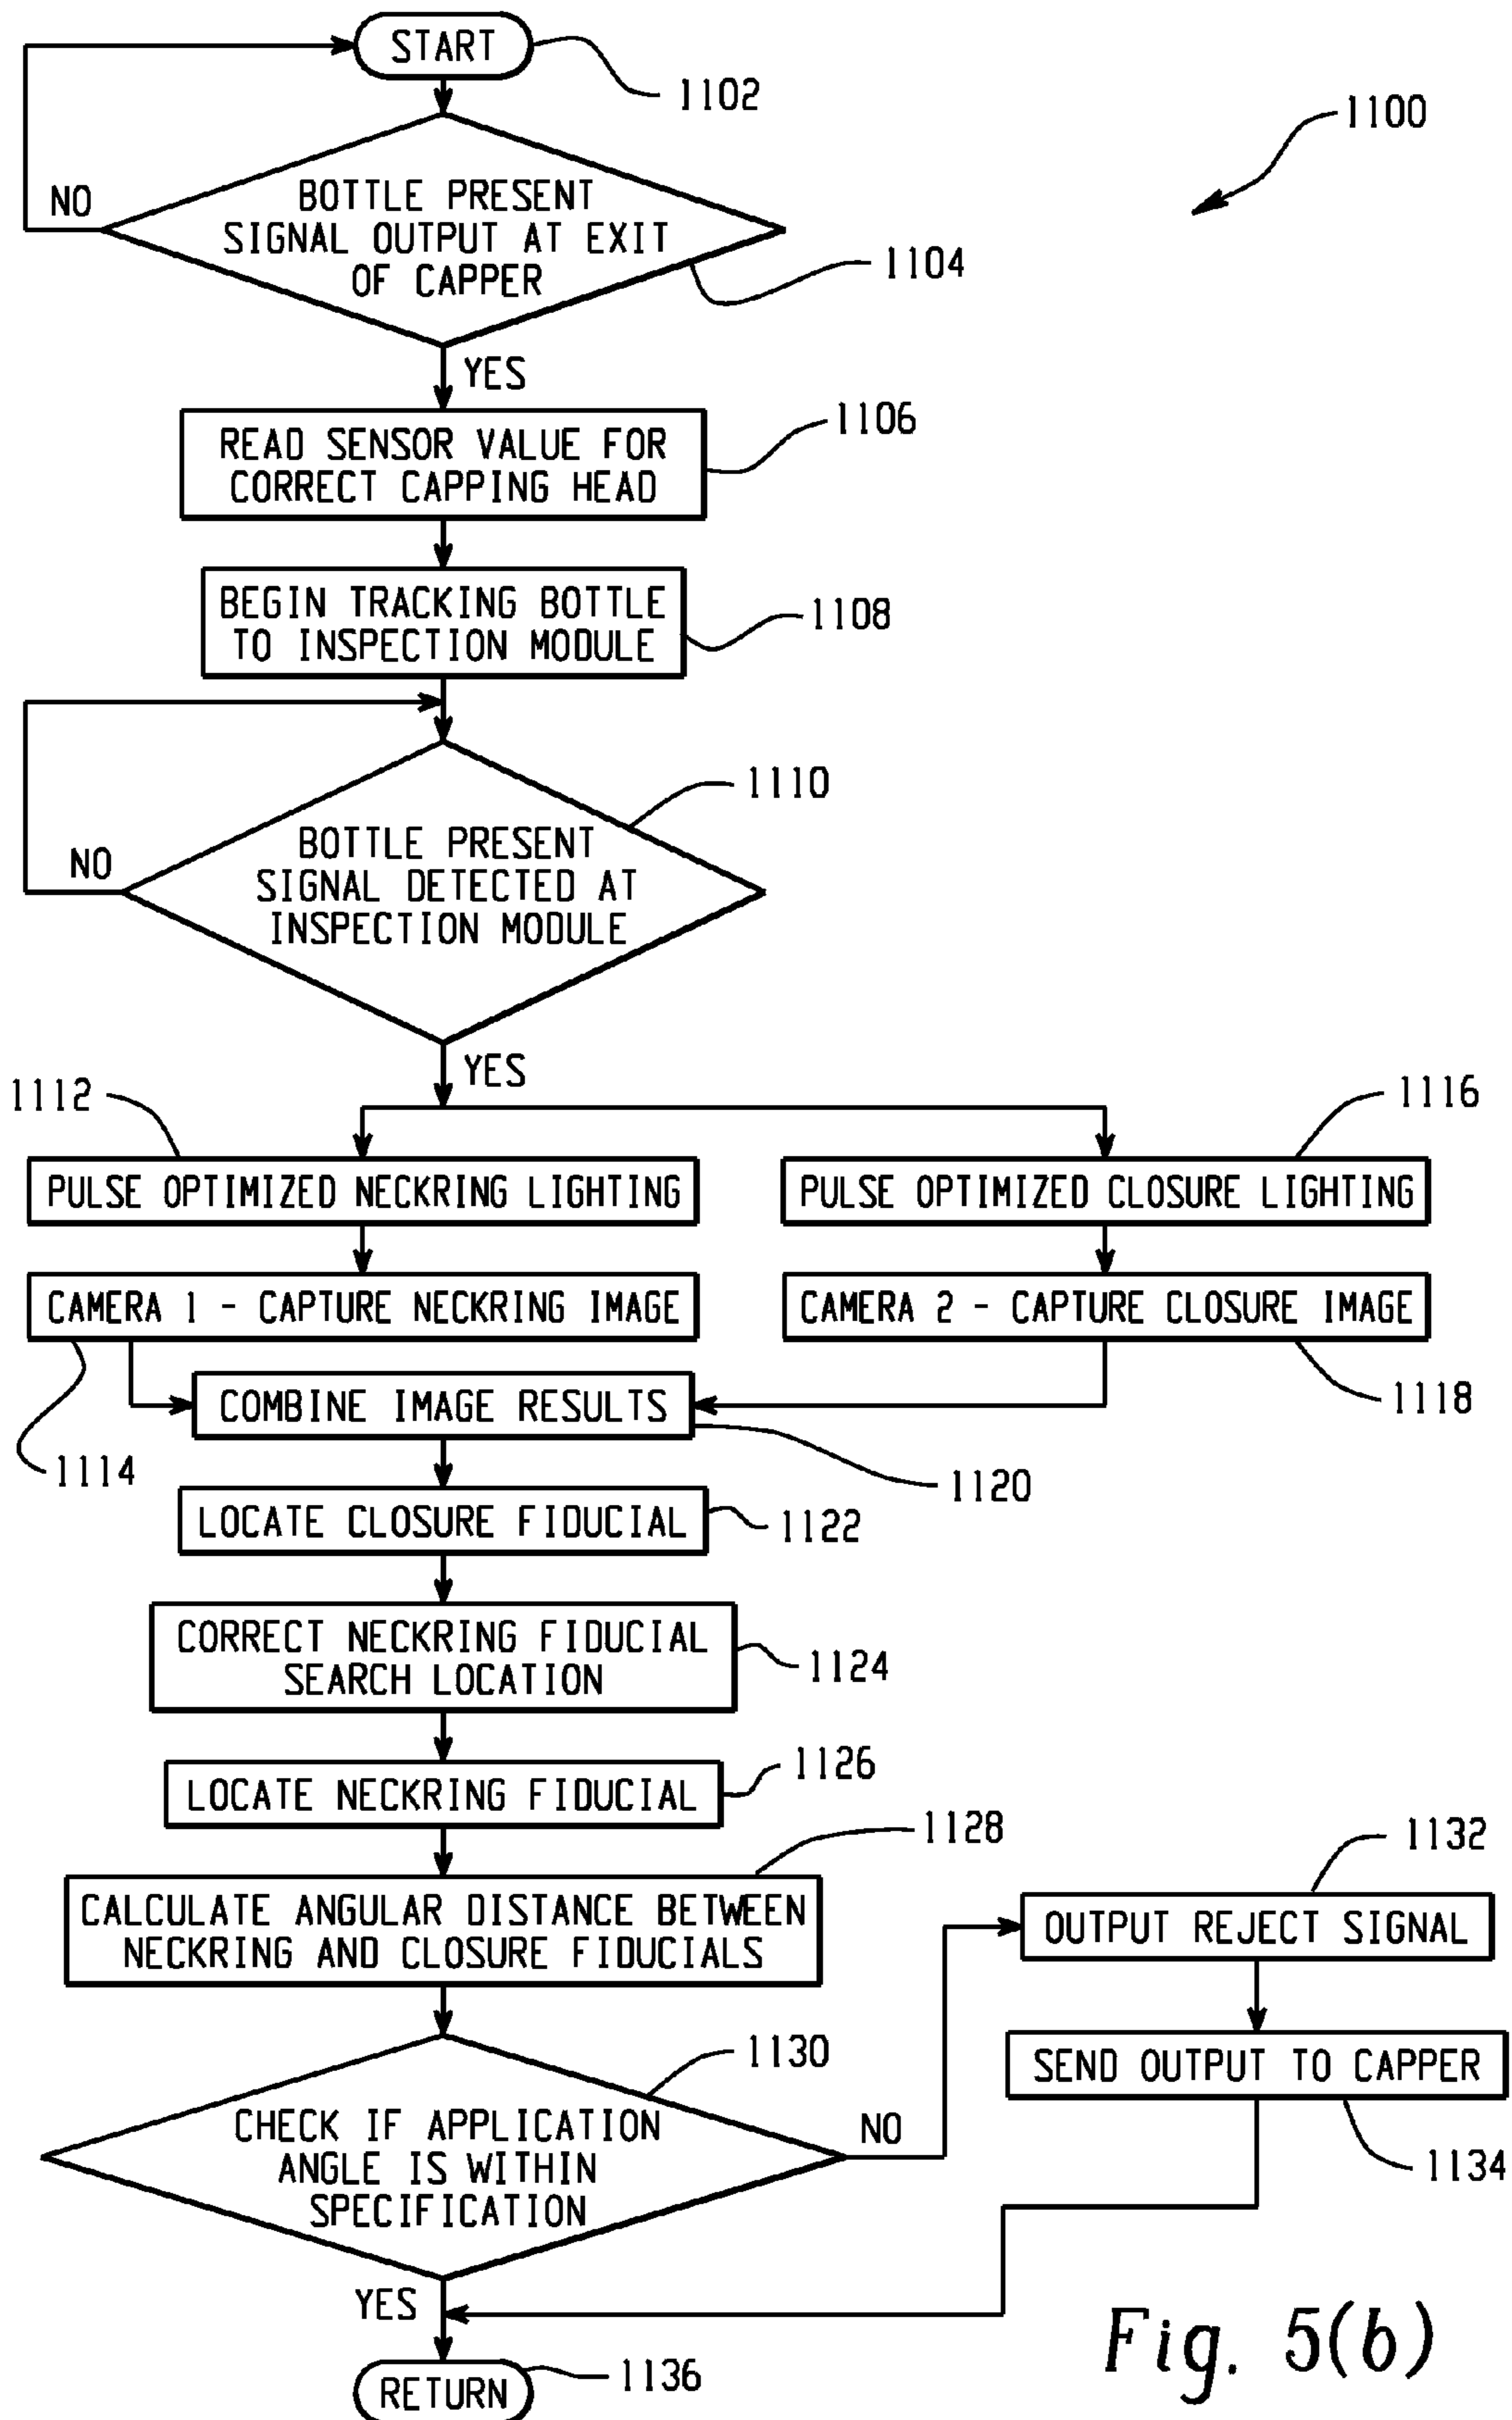 START
1102
1100
BOTTLE PRESENT
SIGNAL OUTPUT AT EXIT
OF CAPPER
NO
1104
YES
READ SENSOR VALUE FOR
CORRECT CAPPING HEAD
1106
BEGIN TRACKING BOTTLE
TO INSPECTION MODULE
1108
1110
BOTTLE PRESENT
SIGNAL DETECTED AT
INSPECTION MODULE
NO
YES
1112
1116
PULSE OPTIMIZED NECKRING LIGHTING
PULSE OPTIMIZED CLOSURE LIGHTING
CAMERA 1 - CAPTURE NECKRING IMAGE
CAMERA 2 - CAPTURE CLOSURE IMAGE
COMBINE IMAGE RESULTS
1118
1114
1120
LOCATE CLOSURE FIDUCIAL
1122
CORRECT NECKRING FIDUCIAL
SEARCH LOCATION
1124
LOCATE NECKRING FIDUCIAL
1126
1128
1132
CALCULATE ANGULAR DISTANCE BETWEEN
NECKRING AND CLOSURE FIDUCIALS
OUTPUT REJECT SIGNAL
1130
SEND OUTPUT TO CAPPER
CHECK IF APPLICATION
ANGLE IS WITHIN
SPECIFICATION
NO
1134
YES
RETURN
1136
Fig. 5(b)